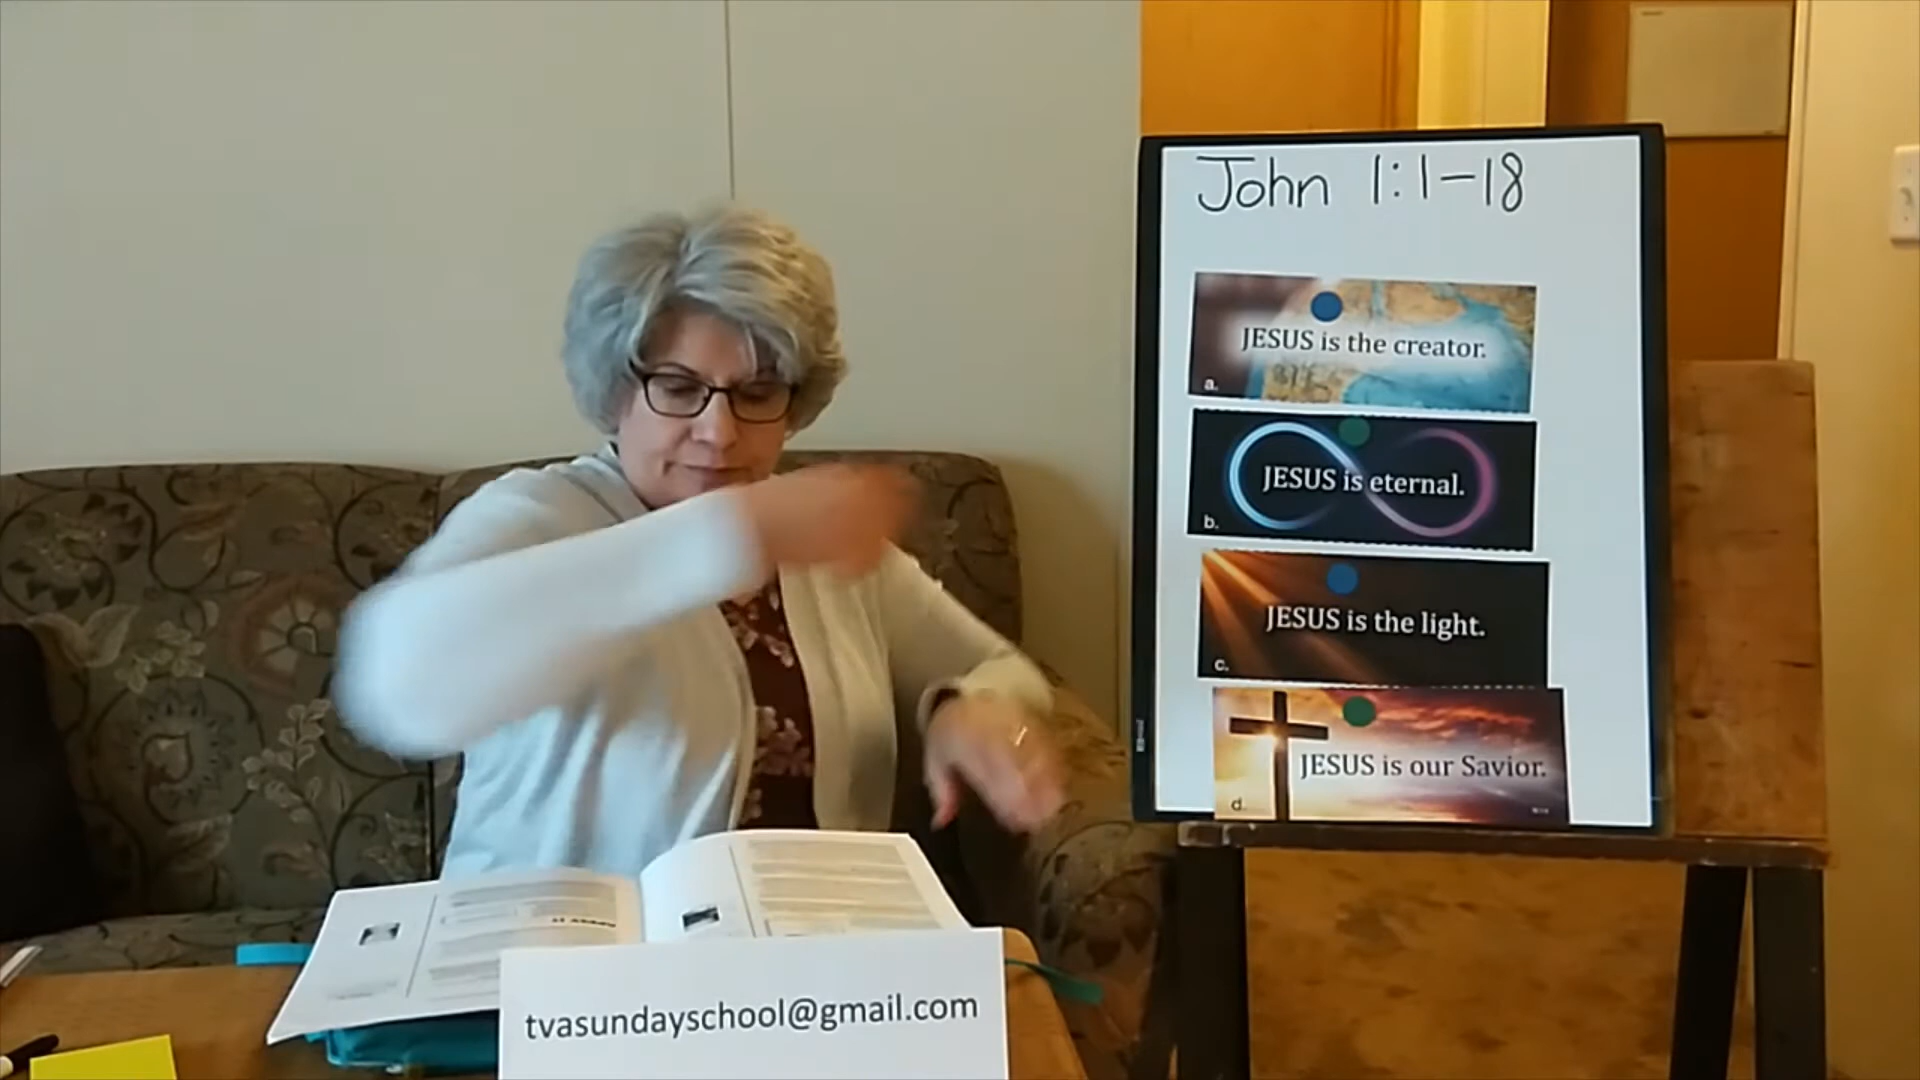 John 1:1-18
JESUS is the creator.
a.
JESUS is eternal.
b.
JESUS is the light.
c.
JESUS is our Savior.
d.
tvasundayschool@gmail.com